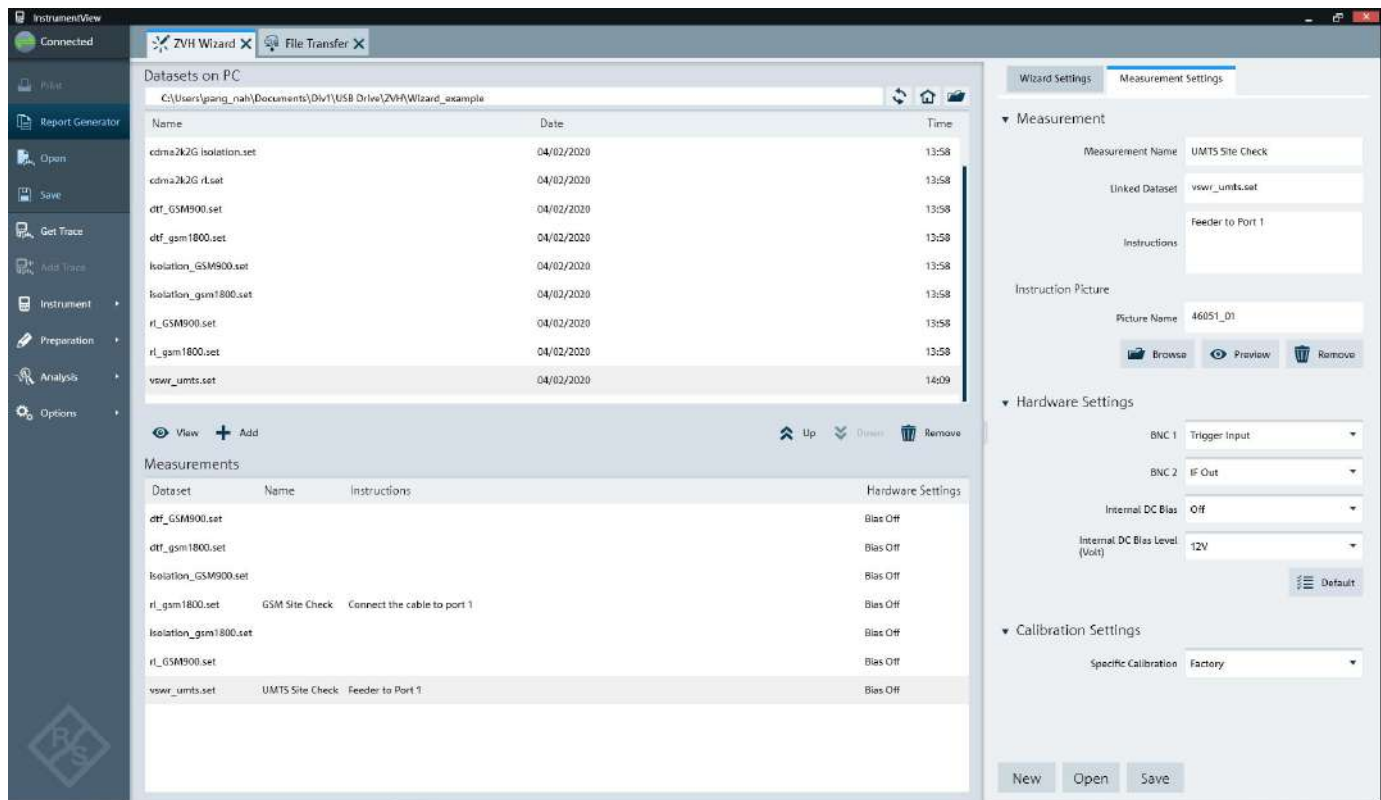 InstrumentView
Connected
ZVH Wizard
File Transfer
Print
Report Generator
Open
Save
Get Trace
Add Trace
Instrument
Preparation
Analysis
Options
Datasets on PC
C:\Users\pang_nah\Documents\Div1\USB Drive\ZVH\Wizard_example
Name Date Time
cdma2k2G isolation.set 04/02/2020 13:58
cdma2k2G rl.set 04/02/2020 13:58
dtf_GSM900.set 04/02/2020 13:58
dtf_gsm1800.set 04/02/2020 13:58
isolation_GSM900.set 04/02/2020 13:58
isolation_gsm1800.set 04/02/2020 13:58
rl_GSM900.set 04/02/2020 13:58
rl_gsm1800.set 04/02/2020 13:58
vswr_umts.set 04/02/2020 14:09
View Add Up Down Remove
Measurements
Dataset Name Instructions Hardware Settings
dtf_GSM900.set Bias Off
dtf_gsm1800.set Bias Off
isolation_GSM900.set Bias Off
rl_gsm1800.set GSM Site Check Connect the cable to port 1 Bias Off
isolation_gsm1800.set Bias Off
rl_GSM900.set Bias Off
vswr_umts.set UMTS Site Check Feeder to Port 1 Bias Off
Wizard Settings Measurement Settings
Measurement
Measurement Name UMTS Site Check
Linked Dataset vswr_umts.set
Instructions Feeder to Port 1
Instruction Picture
Picture Name 46051_01
Browse Preview Remove
Hardware Settings
BNC 1 Trigger Input
BNC 2 IF Out
Internal DC Bias Off
Internal DC Bias Level (Volt) 12V
Default
Calibration Settings
Specific Calibration Factory
New Open Save
R&S